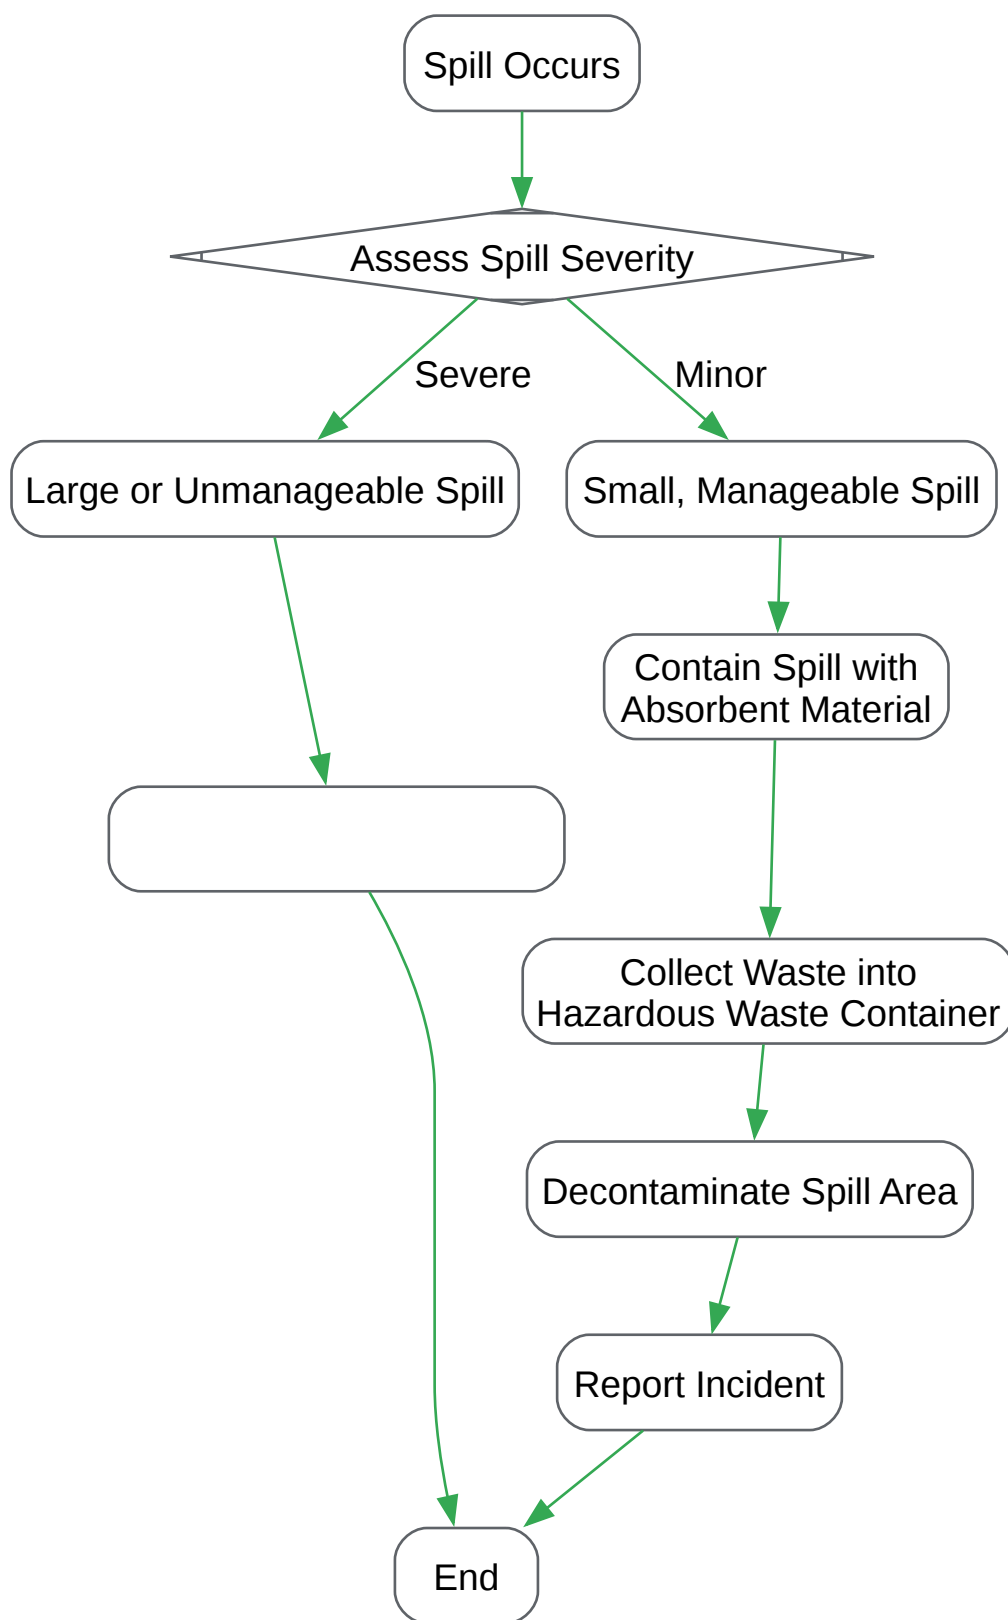 Spill Occurs
Assess Spill Severity
Severe
Minor
Large or Unmanageable Spill
Small, Manageable Spill
Contain Spill with
Absorbent Material
Collect Waste into
Hazardous Waste Container
Decontaminate Spill Area
Report Incident
End